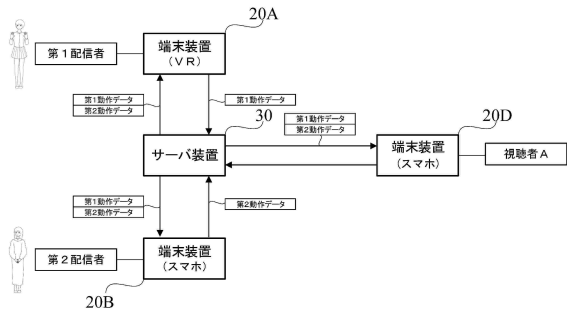 20A
端末装置
(VR)
第1配信者
第1動作データ
第2動作データ
第1動作データ
30
サーバ装置
第1動作データ
第2動作データ
20D
端末装置
(スマホ)
視聴者A
第1動作データ
第2動作データ
第2動作データ
第2配信者
端末装置
(スマホ)
20B